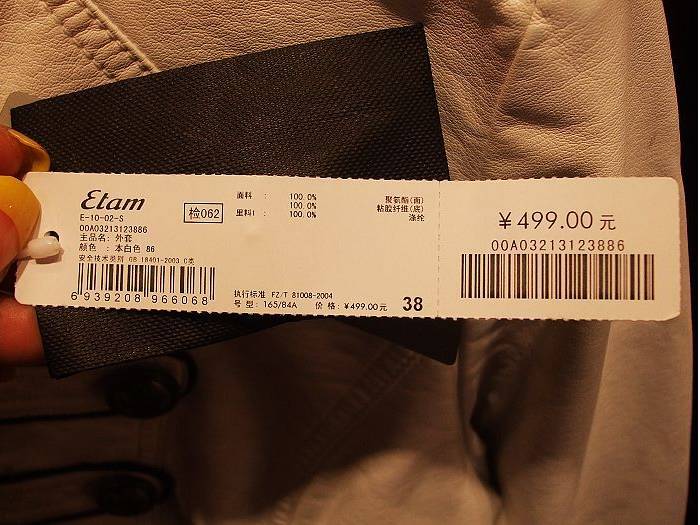 Etam
E-10-02-S
检062
00A03213123886
主品名: 外套
颜色 : 本白色 86
安全技术类别 GB 18401-2003 C类
6939208966068
面料 : 100.0% 聚氨酯(面)
100.0% 粘胶纤维(底)
里料1 : 100.0% 涤纶
执行标准 FZ/T 81008-2004
号型: 165/84A 价格: ¥499.00元
38
¥499.00元
00A03213123886